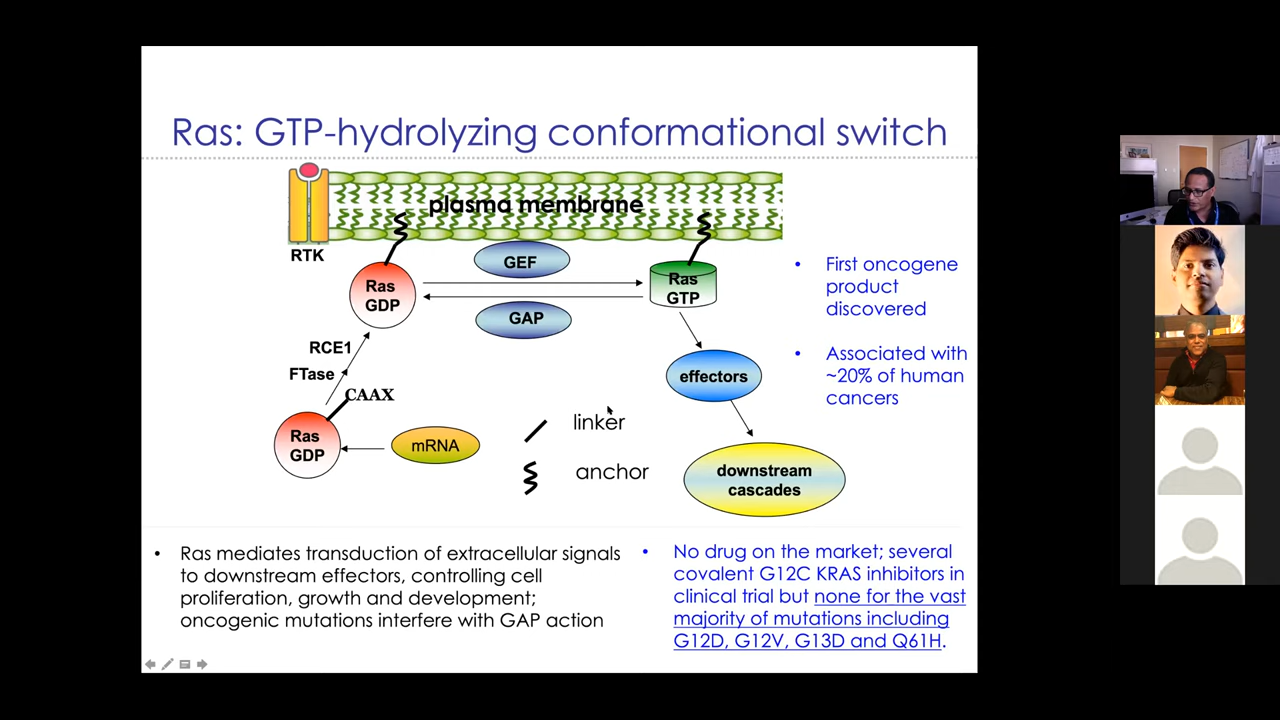 Ras: GTP-hydrolyzing conformational switch
plasma membrane
RTK
GEF
Ras
GDP
Ras
GTP
GAP
RCE1
FTase
CAAX
effectors
Ras
GDP
mRNA
linker
anchor
downstream
cascades
• First oncogene
product
discovered
• Associated with
~20% of human
cancers
• Ras mediates transduction of extracellular signals
to downstream effectors, controlling cell
proliferation, growth and development;
oncogenic mutations interfere with GAP action
• No drug on the market; several
covalent G12C KRAS inhibitors in
clinical trial but none for the vast
majority of mutations including
G12D, G12V, G13D and Q61H.